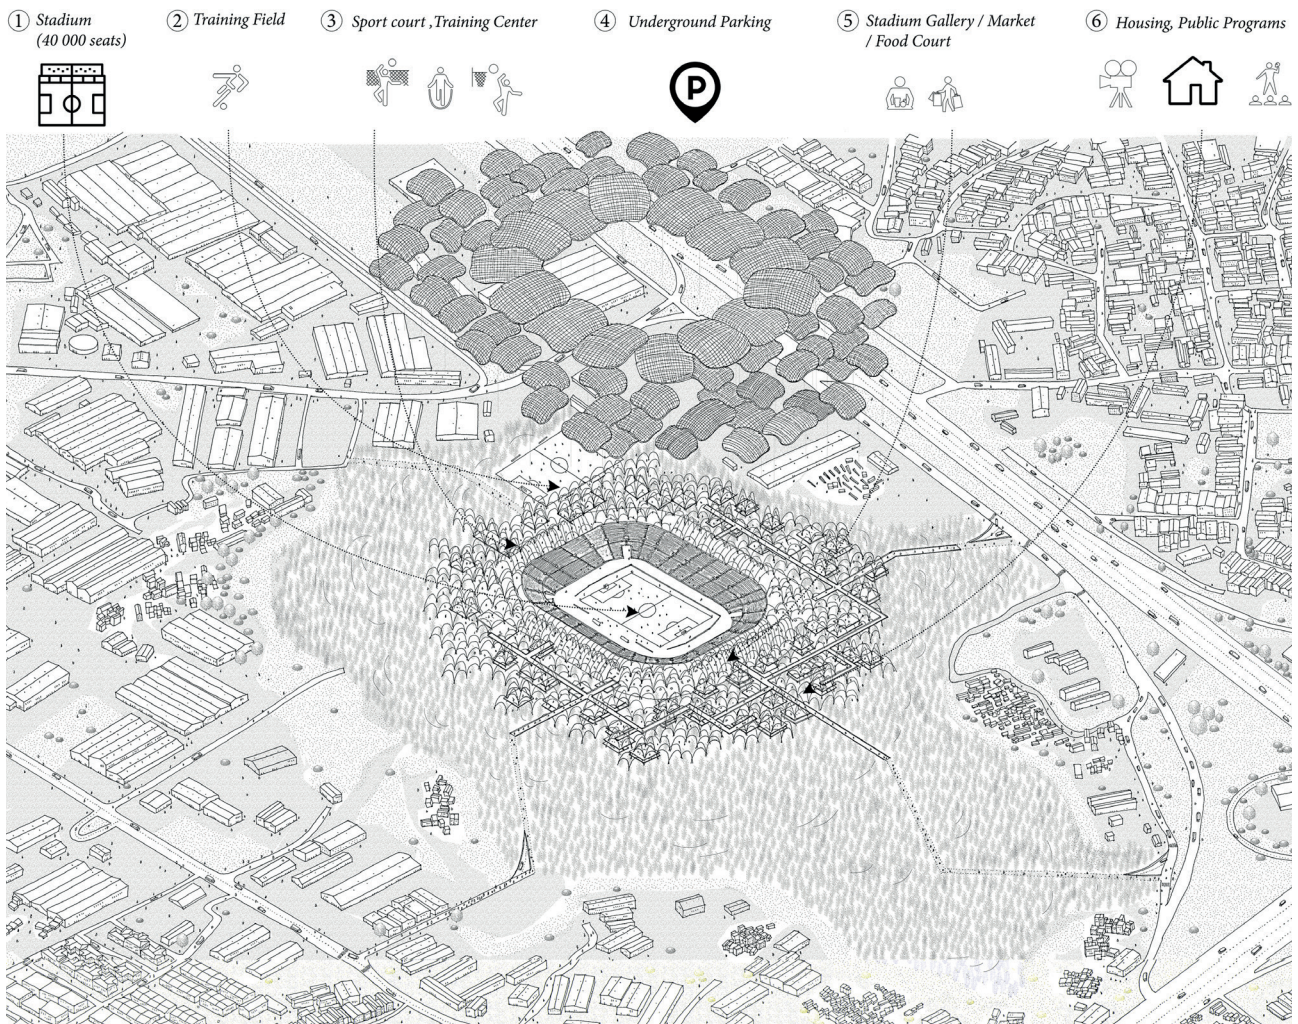 1 Stadium
(40 000 seats)
2 Training Field
3 Sport court ,Training Center
4 Underground Parking
P
5 Stadium Gallery / Market
/ Food Court
6 Housing, Public Programs